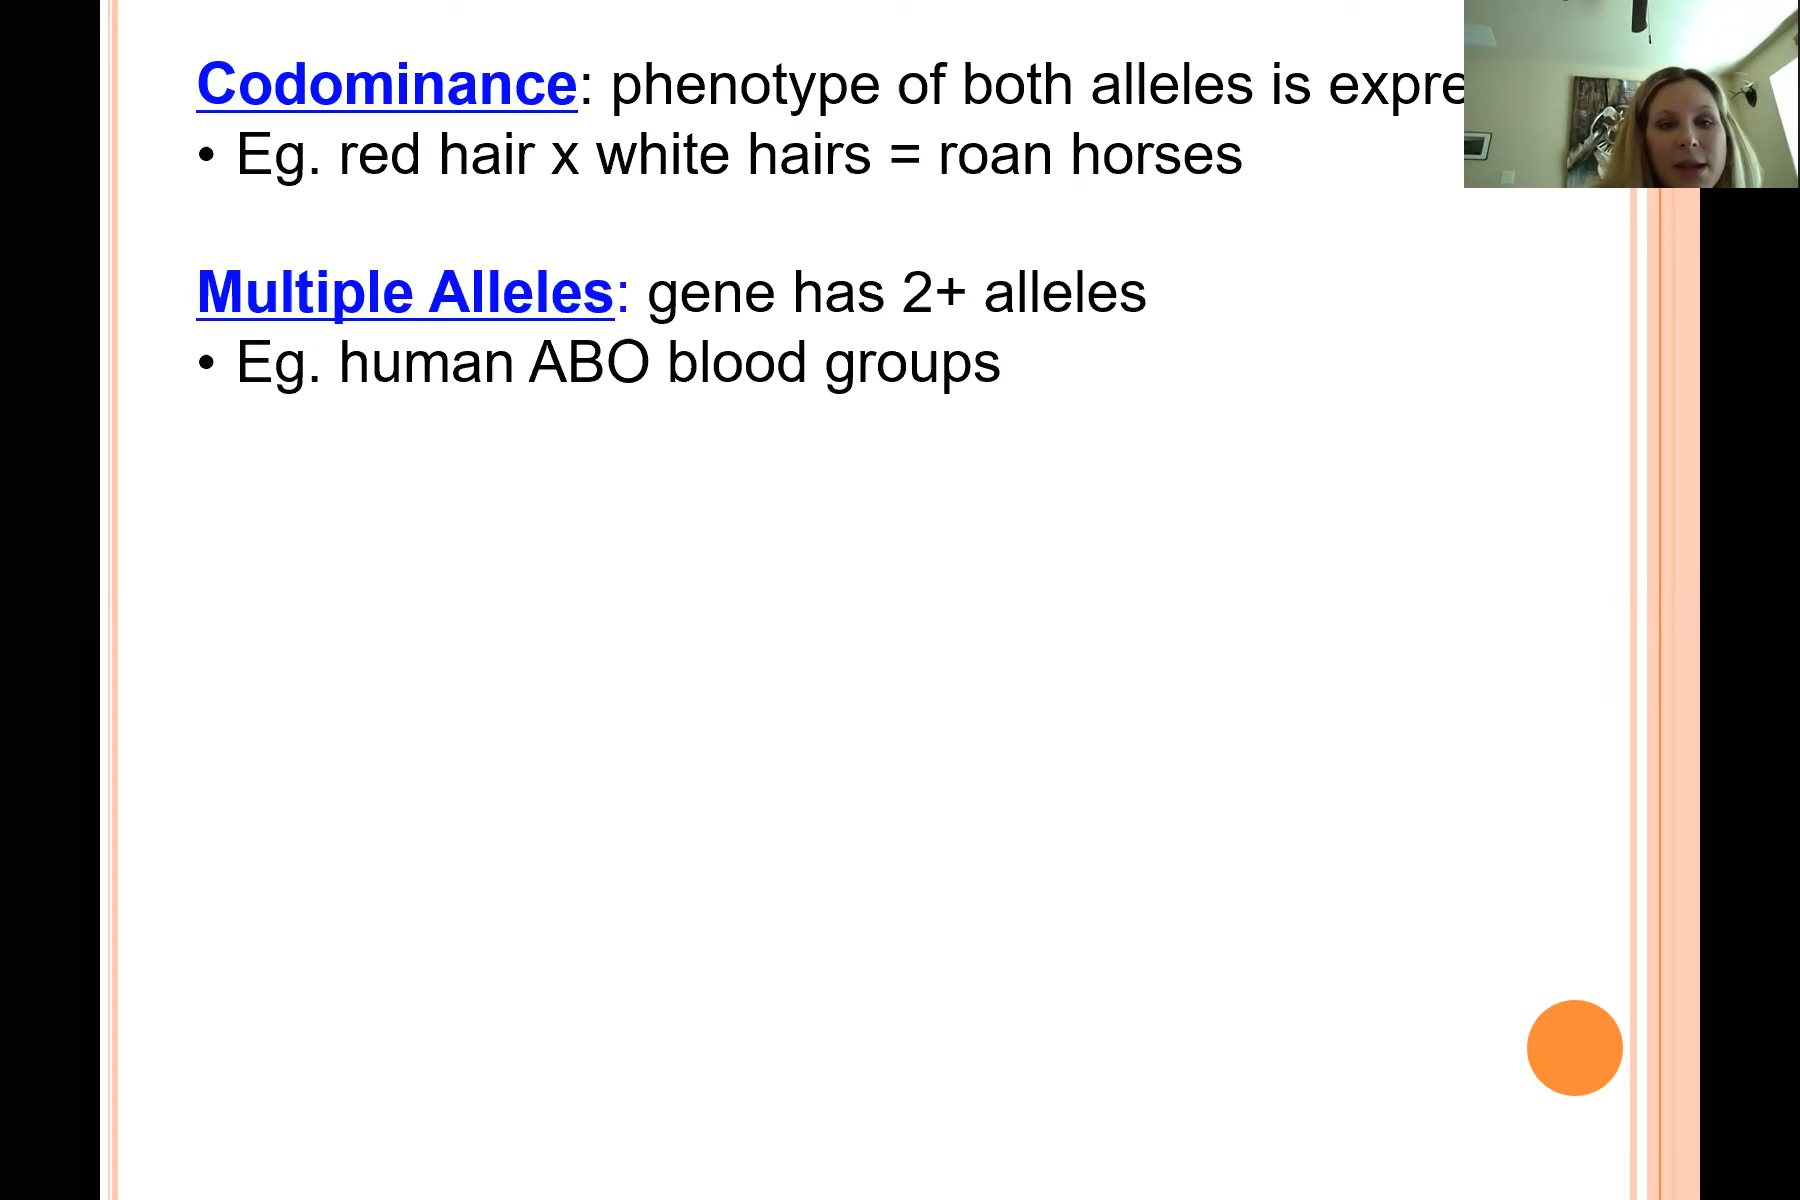 Codominance: phenotype of both alleles is
• Eg. red hair x white hairs = roan horses
Multiple Alleles: gene has 2+ alleles
• Eg. human ABO blood groups